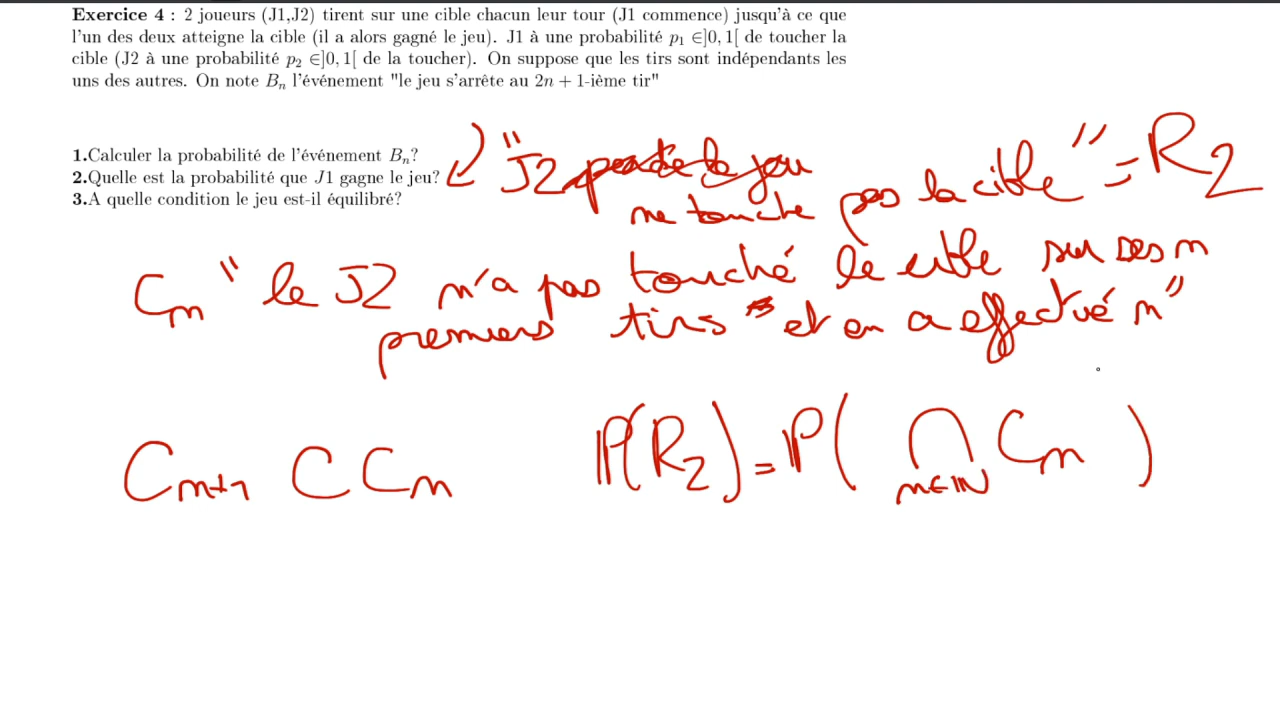 Exercice 4 : 2 joueurs (J1,J2) tirent sur une cible chacun leur tour (J1 commence) jusqu'à ce que
l'un des deux atteigne la cible (il a alors gagné le jeu). J1 à une probabilité p₁ ∈]0, 1[ de toucher la
cible (J2 à une probabilité p₂ ∈]0, 1[ de la toucher). On suppose que les tirs sont indépendants les
uns des autres. On note Bₙ l'événement "le jeu s'arrête au 2n + 1-ième tir"
1.Calculer la probabilité de l'événement Bₙ?
2.Quelle est la probabilité que J1 gagne le jeu?
3.A quelle condition le jeu est-il équilibré?
"J2 perde le jeu
ne touche pas la cible" = R₂
Cₙ "le J2 n'a pas touché le cible sur ses n
premiers tirs et en a effectué n"
Cₙ₊₁ ⊂ Cₙ
ℙ(R₂) = ℙ( ∩ Cₙ )
n∈ℕ